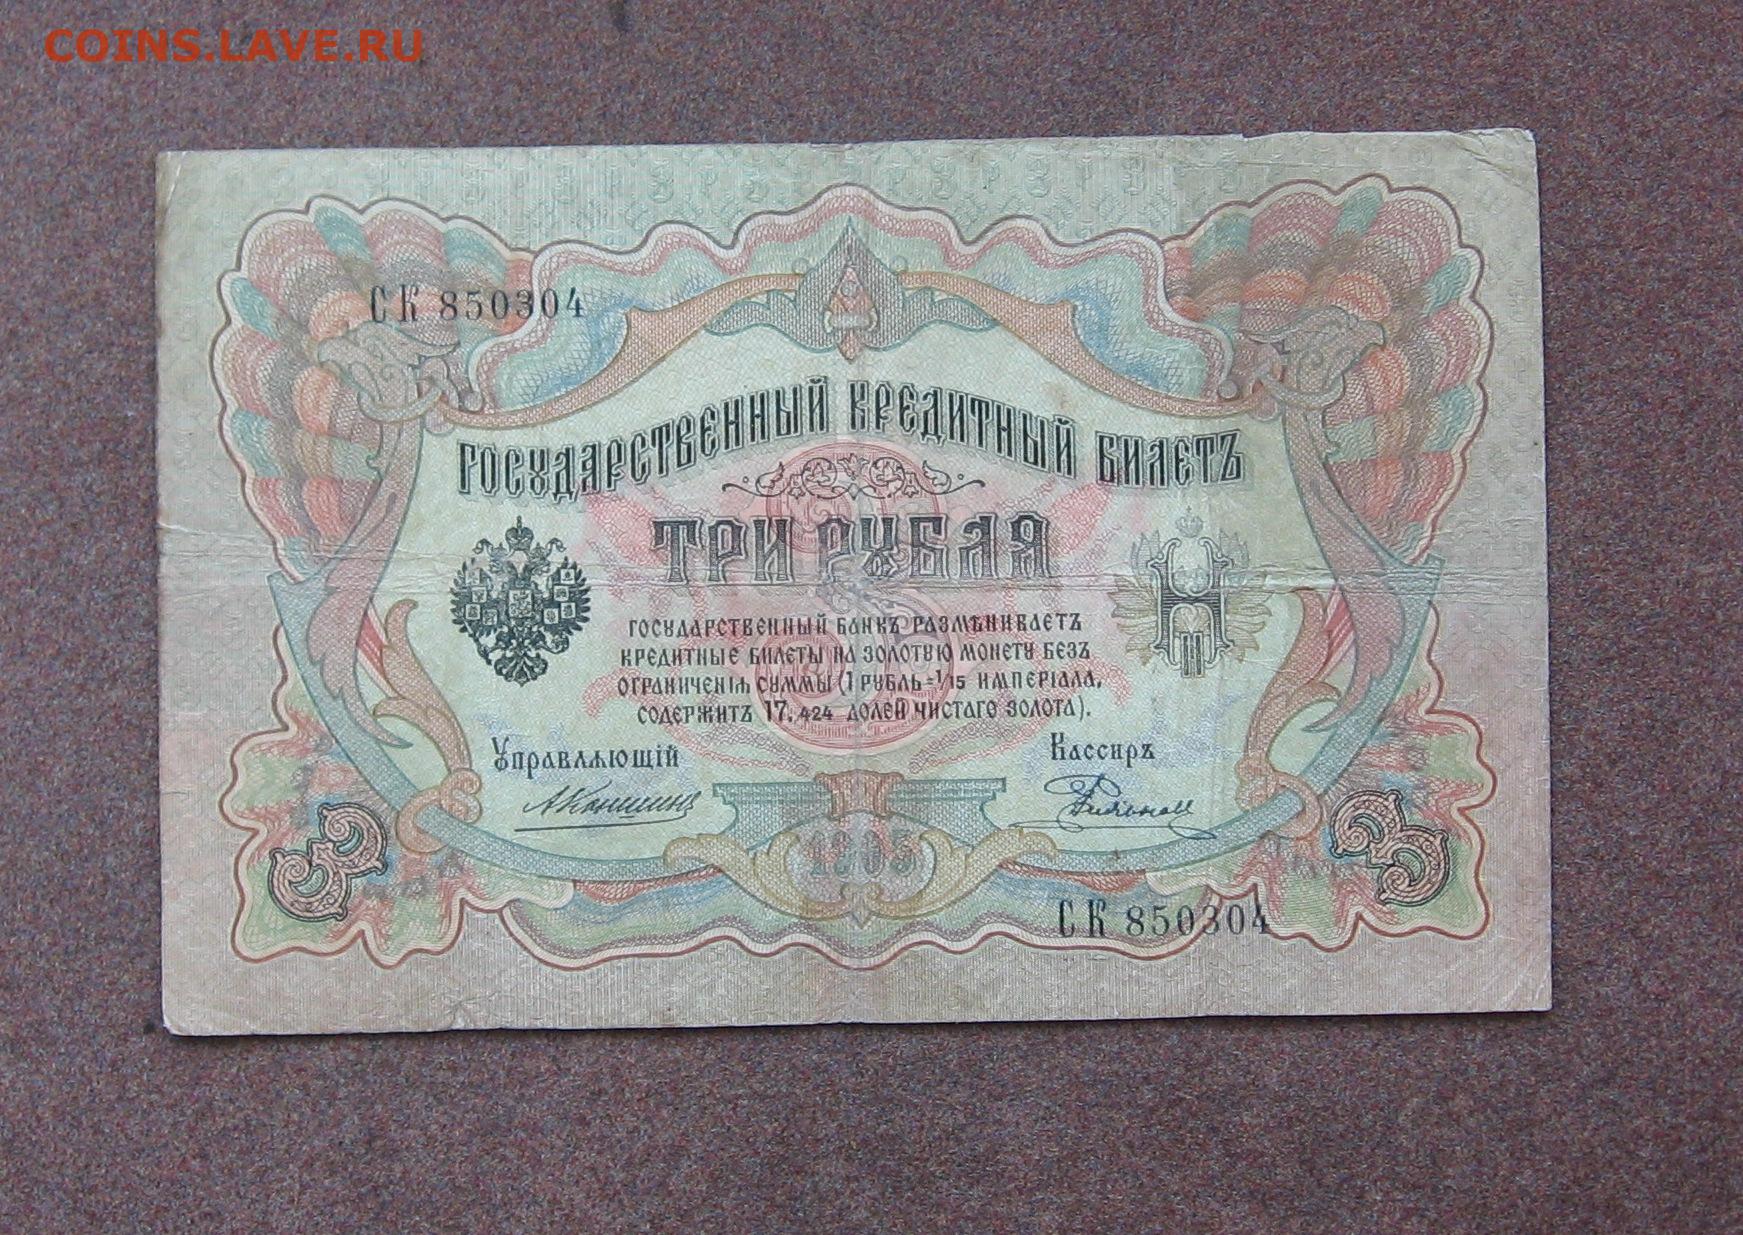 COINS.LAVE.RU
СК 850304
ГОСУДАРСТВЕННЫЙ КРЕДИТНЫЙ БИЛЕТЪ
ТРИ РУБЛЯ
ГОСУДАРСТВЕННЫЙ БАНКЪ РАЗМѢНИВАЕТЪ
КРЕДИТНЫЕ БИЛЕТЫ НА ЗОЛОТУЮ МОНЕТУ БЕЗЪ
ОГРАНИЧЕНІЯ СУММЫ (1 РУБЛЬ=1/15 ИМПЕРІАЛА,
СОДЕРЖИТЪ 17,424 ДОЛЕЙ ЧИСТАГО ЗОЛОТА).
Управляющій Кассиръ
АКоншинъ
1905
3 3
СК 850304